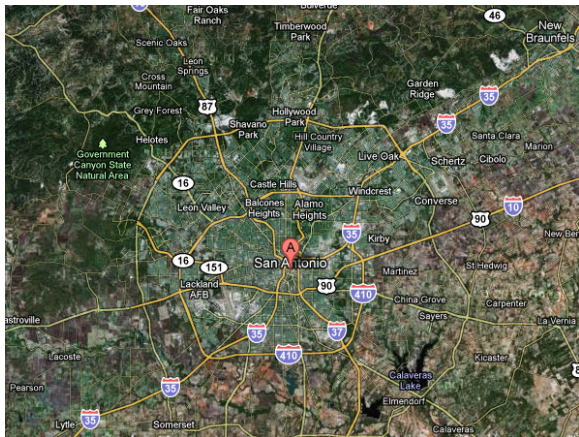 Bulverde
Fair Oaks
Ranch
Timberwood
Park
46
New
Braunfels
Scenic Oaks
Leon
Springs
Cross
Mountain
Garden
Ridge
35
87
Grey Forest
Hollywood
Park
35
Shavano
Park
Helotes
Hill Country
Village
Santa Clara
Marion
Government
Canyon State
Natural Area
Live Oak
Schertz
Cibolo
16
Castle Hills
Windcrest
Leon Valley
Balcones
Heights
Alamo
Heights
Converse
10
90
35
Kirby
New Ber
A
16
151
San Antonio
Martinez
St Hedwig
Lackland
AFB
90
410
China Grove
Carpenter
astroville
Sayers
La Vernia
35
37
Lacoste
410
Kicaster
8
Calaveras
Lake
Pearson
35
Elmendorf
35
Lytle
Somerset
Calaveras